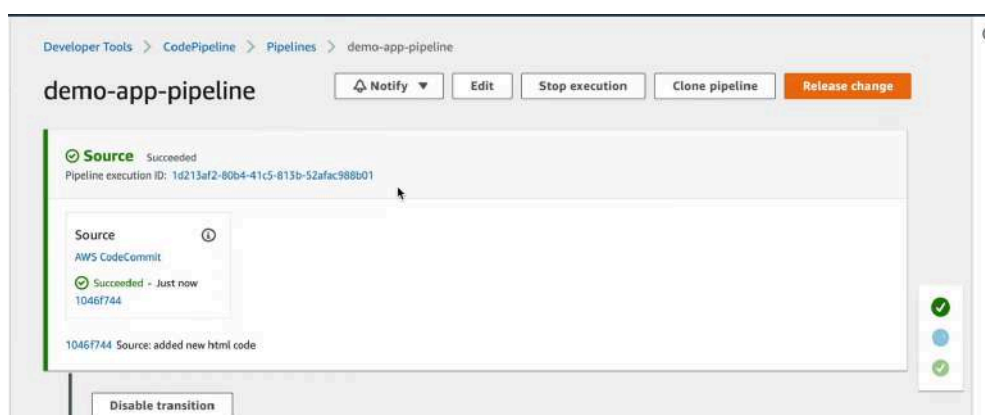 Developer Tools > CodePipeline > Pipelines > demo-app-pipeline
demo-app-pipeline
Notify ▼ Edit Stop execution Clone pipeline Release change
Source Succeeded
Pipeline execution ID: 1d213af2-80b4-41c5-813b-52afac988b01
Source
AWS CodeCommit
Succeeded - Just now
1046f744
1046f744 Source: added new html code
Disable transition